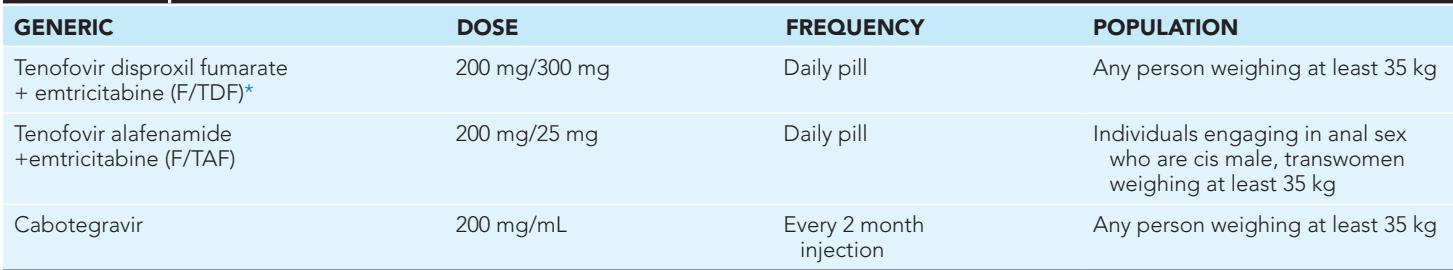 GENERIC DOSE FREQUENCY POPULATION
Tenofovir disproxil fumarate 200 mg/300 mg Daily pill Any person weighing at least 35 kg
+ emtricitabine (F/TDF)*
Tenofovir alafenamide 200 mg/25 mg Daily pill Individuals engaging in anal sex
+emtricitabine (F/TAF) who are cis male, transwomen
weighing at least 35 kg
Cabotegravir 200 mg/mL Every 2 month Any person weighing at least 35 kg
injection